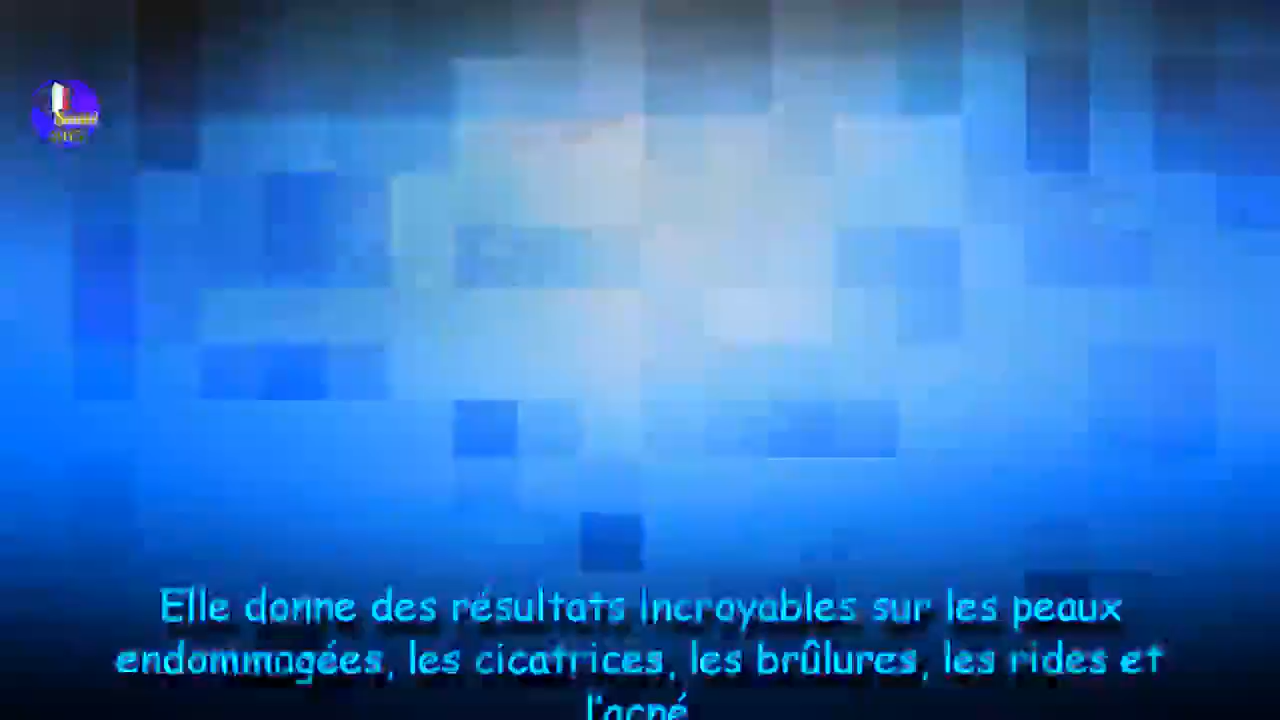 Elle donne des résultats incroyables sur les peaux
endommagées, les cicatrices, les brûlures, les rides et
l'acné